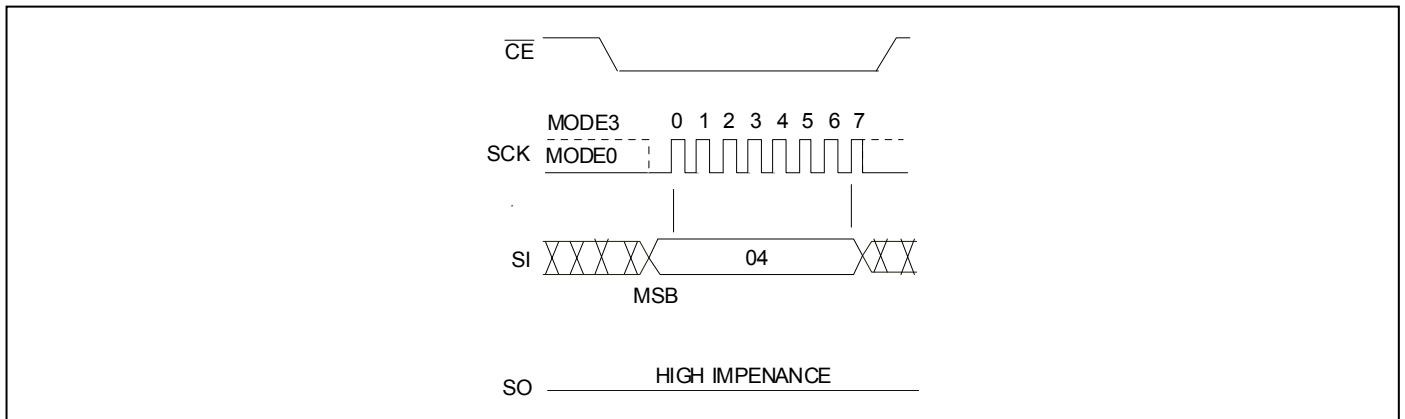 CE
MODE3 0 1 2 3 4 5 6 7
SCK MODE0
SI 04
MSB
HIGH IMPENANCE
SO